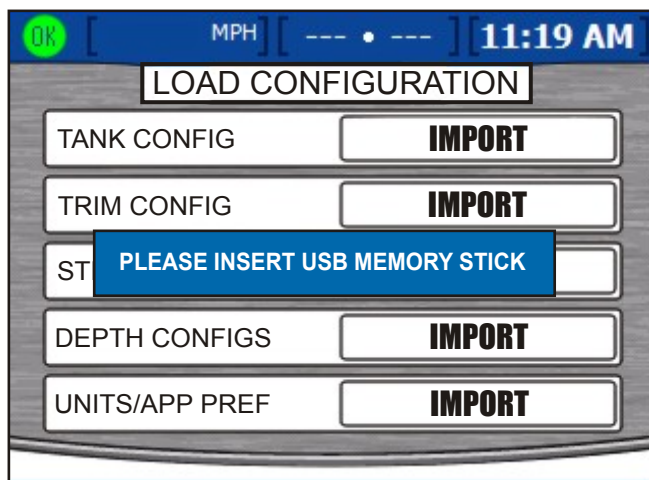 OK [ MPH ][ --- • --- ][ 11:19 AM ]
LOAD CONFIGURATION
TANK CONFIG IMPORT
TRIM CONFIG IMPORT
PLEASE INSERT USB MEMORY STICK
DEPTH CONFIGS IMPORT
UNITS/APP PREF IMPORT